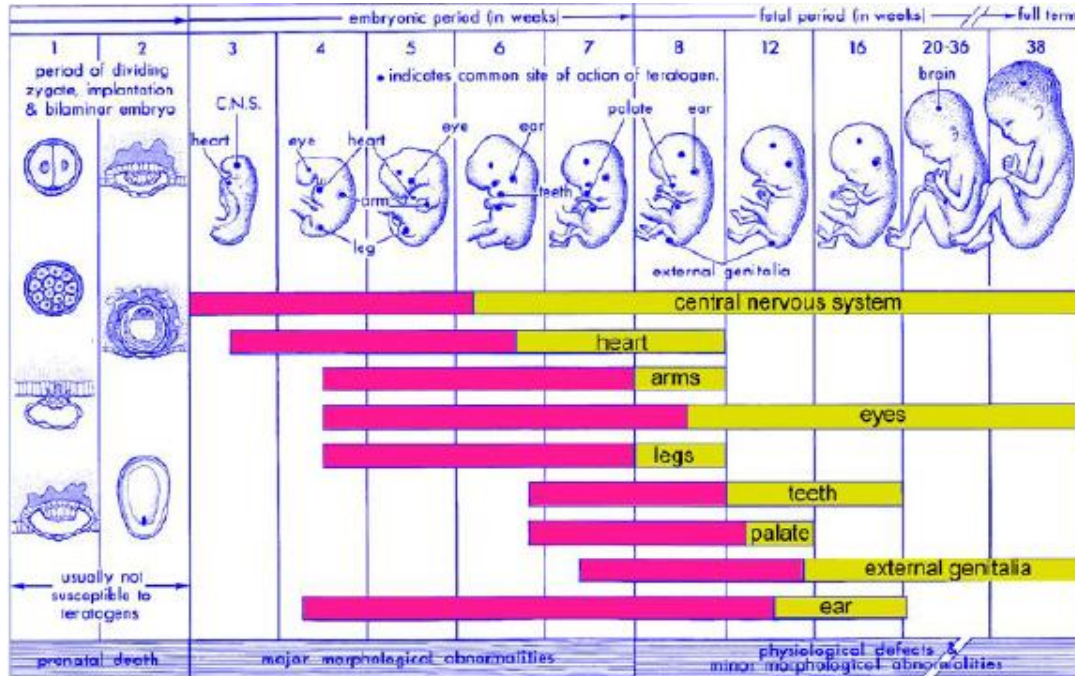 embryonic period (in weeks)
fetal period (in weeks)
full term
1 2 3 4 5 6 7 8 12 16 20-36 38
period of dividing
zygote, implantation
& bilaminar embryo
• indicates common site of action of teratogen.
C.N.S.
heart
eye
heart
eye
ear
palate
ear
brain
arm
teeth
leg
external genitalia
central nervous system
heart
arms
eyes
legs
teeth
palate
external genitalia
ear
usually not
susceptible to
teratogens
prenatal death
major morphological abnormalities
physiological defects &
minor morphological abnormalities